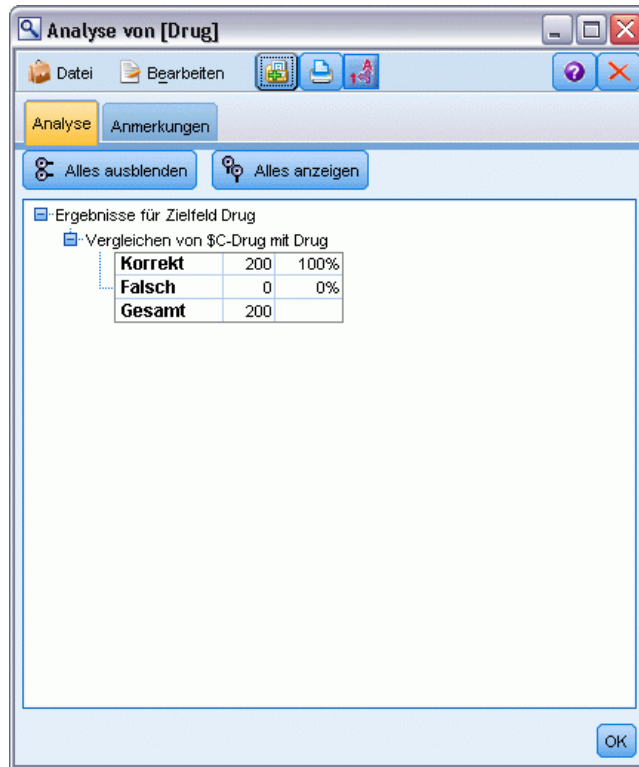 Analyse von [Drug]
Datei Bearbeiten
Analyse Anmerkungen
Alles ausblenden Alles anzeigen
Ergebnisse für Zielfeld Drug
Vergleichen von $C-Drug mit Drug
Korrekt 200 100%
Falsch 0 0%
Gesamt 200
OK